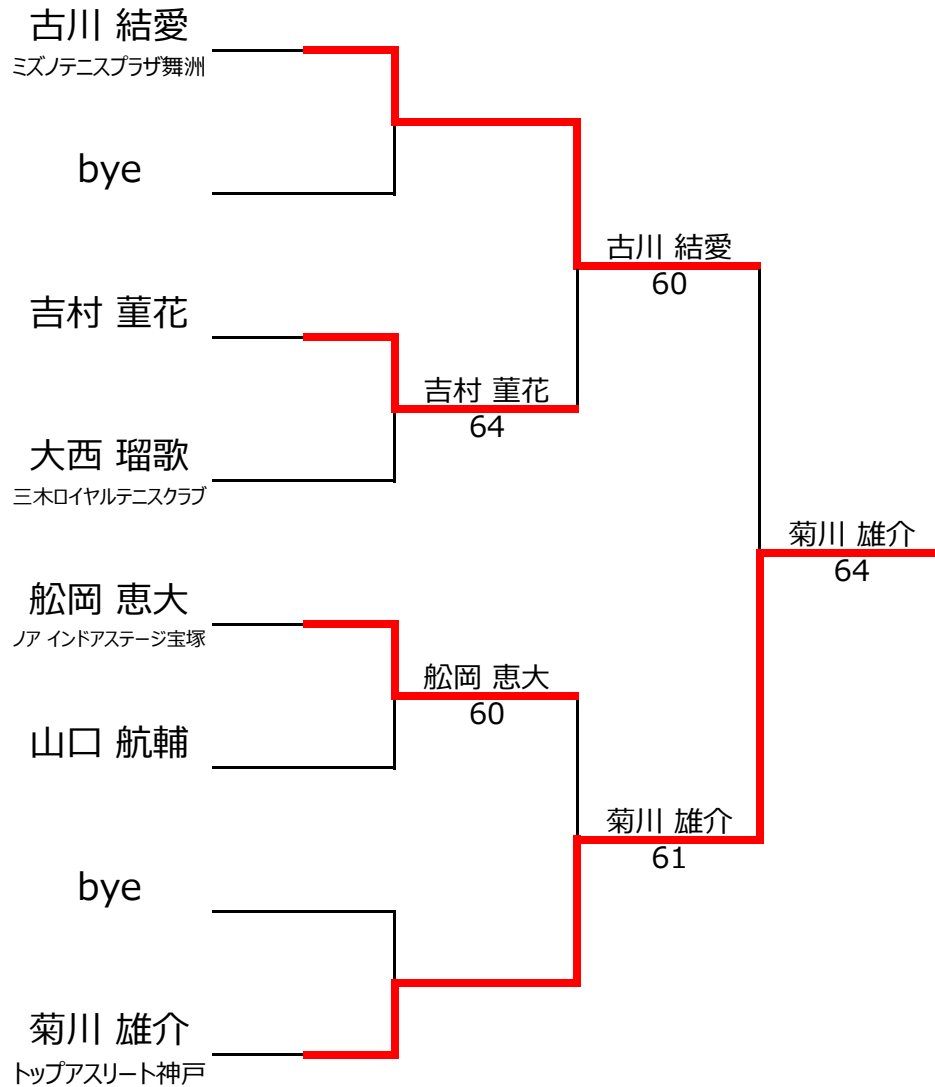 古川 結愛
ミズノテニスプラザ舞洲
bye
古川 結愛
60
吉村 菫花
吉村 菫花
64
大西 瑠歌
三木ロイヤルテニスクラブ
菊川 雄介
64
舩岡 恵大
ノア インドアステージ宝塚
舩岡 恵大
60
山口 航輔
菊川 雄介
61
bye
菊川 雄介
トップアスリート神戸